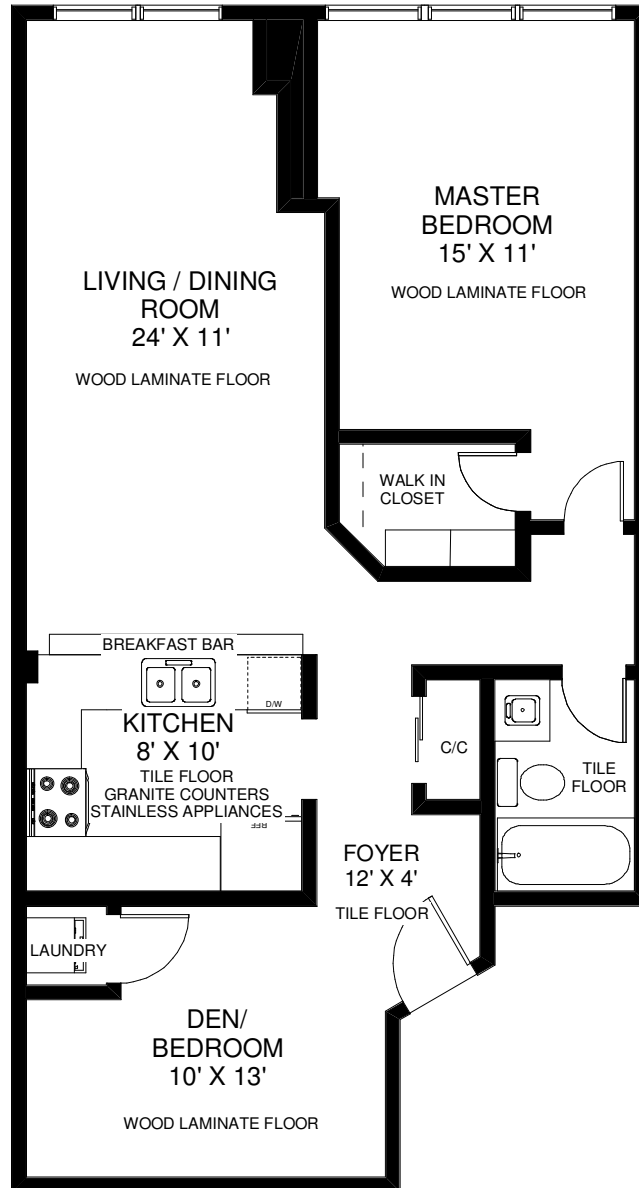 MASTER
BEDROOM
15' X 11'
WOOD LAMINATE FLOOR
LIVING / DINING
ROOM
24' X 11'
WOOD LAMINATE FLOOR
WALK IN
CLOSET
BREAKFAST BAR
D/W
KITCHEN
8' X 10'
TILE FLOOR
GRANITE COUNTERS
STAINLESS APPLIANCES
C/C
TILE
FLOOR
FOYER
12' X 4'
TILE FLOOR
LAUNDRY
DEN/
BEDROOM
10' X 13'
WOOD LAMINATE FLOOR